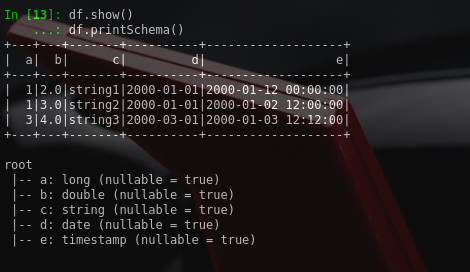 In [13]: df.show()
    ...: df.printSchema()
+---+---+-------+----------+-------------------+
|  a|  b|      c|         d|                  e|
+---+---+-------+----------+-------------------+
|  1|2.0|string1|2000-01-01|2000-01-12 00:00:00|
|  1|3.0|string2|2000-01-01|2000-01-02 12:00:00|
|  3|4.0|string3|2000-03-01|2000-01-03 12:12:00|
+---+---+-------+----------+-------------------+
root
 |-- a: long (nullable = true)
 |-- b: double (nullable = true)
 |-- c: string (nullable = true)
 |-- d: date (nullable = true)
 |-- e: timestamp (nullable = true)